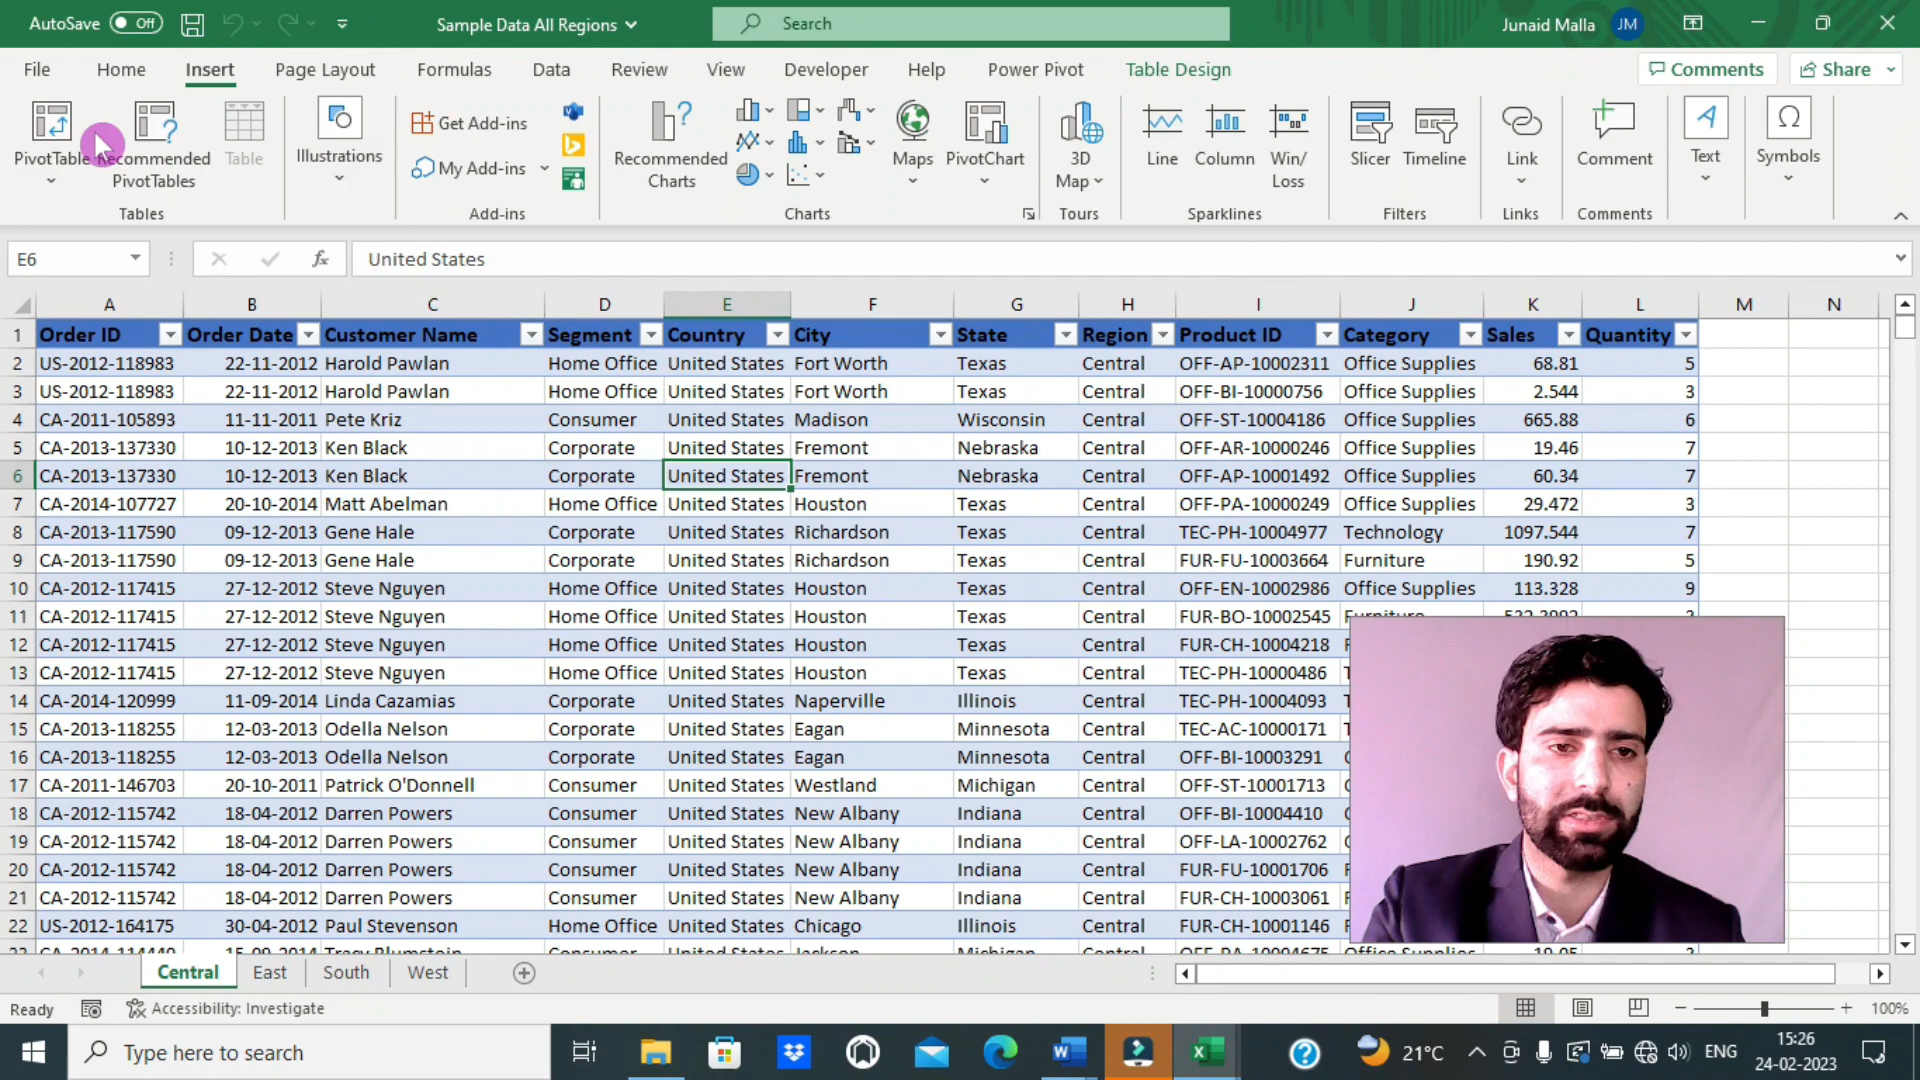 AutoSave Off Sample Data All Regions Search Junaid Malla JM
File Home Insert Page Layout Formulas Data Review View Developer Help Power Pivot Table Design Comments Share
PivotTable Recommended PivotTables Table Illustrations Get Add-ins My Add-ins Recommended Charts Maps PivotChart 3D Map Line Column Win/Loss Slicer Timeline Link Comment Text Symbols
Tables Add-ins Charts Tours Sparklines Filters Links Comments
E6 fx United States
A B C D E F G H I J K L M N
1 Order ID Order Date Customer Name Segment Country City State Region Product ID Category Sales Quantity
2 US-2012-118983 22-11-2012 Harold Pawlan Home Office United States Fort Worth Texas Central OFF-AP-10002311 Office Supplies 68.81 5
3 US-2012-118983 22-11-2012 Harold Pawlan Home Office United States Fort Worth Texas Central OFF-BI-10000756 Office Supplies 2.544 3
4 CA-2011-105893 11-11-2011 Pete Kriz Consumer United States Madison Wisconsin Central OFF-ST-10004186 Office Supplies 665.88 6
5 CA-2013-137330 10-12-2013 Ken Black Corporate United States Fremont Nebraska Central OFF-AR-10000246 Office Supplies 19.46 7
6 CA-2013-137330 10-12-2013 Ken Black Corporate United States Fremont Nebraska Central OFF-AP-10001492 Office Supplies 60.34 7
7 CA-2014-107727 20-10-2014 Matt Abelman Home Office United States Houston Texas Central OFF-PA-10000249 Office Supplies 29.472 3
8 CA-2013-117590 09-12-2013 Gene Hale Corporate United States Richardson Texas Central TEC-PH-10004977 Technology 1097.544 7
9 CA-2013-117590 09-12-2013 Gene Hale Corporate United States Richardson Texas Central FUR-FU-10003664 Furniture 190.92 5
10 CA-2012-117415 27-12-2012 Steve Nguyen Home Office United States Houston Texas Central OFF-EN-10002986 Office Supplies 113.328 9
11 CA-2012-117415 27-12-2012 Steve Nguyen Home Office United States Houston Texas Central FUR-BO-10002545 Furniture
12 CA-2012-117415 27-12-2012 Steve Nguyen Home Office United States Houston Texas Central FUR-CH-10004218
13 CA-2012-117415 27-12-2012 Steve Nguyen Home Office United States Houston Texas Central TEC-PH-10000486
14 CA-2014-120999 11-09-2014 Linda Cazamias Corporate United States Naperville Illinois Central TEC-PH-10004093
15 CA-2013-118255 12-03-2013 Odella Nelson Corporate United States Eagan Minnesota Central TEC-AC-10000171
16 CA-2013-118255 12-03-2013 Odella Nelson Corporate United States Eagan Minnesota Central OFF-BI-10003291
17 CA-2011-146703 20-10-2011 Patrick O'Donnell Consumer United States Westland Michigan Central OFF-ST-10001713
18 CA-2012-115742 18-04-2012 Darren Powers Consumer United States New Albany Indiana Central OFF-BI-10004410
19 CA-2012-115742 18-04-2012 Darren Powers Consumer United States New Albany Indiana Central OFF-LA-10002762
20 CA-2012-115742 18-04-2012 Darren Powers Consumer United States New Albany Indiana Central FUR-FU-10001706
21 CA-2012-115742 18-04-2012 Darren Powers Consumer United States New Albany Indiana Central FUR-CH-10003061
22 US-2012-164175 30-04-2012 Paul Stevenson Home Office United States Chicago Illinois Central FUR-CH-10001146
Central East South West
Ready Accessibility: Investigate 100%
Type here to search 21°C ENG 15:26
24-02-2023